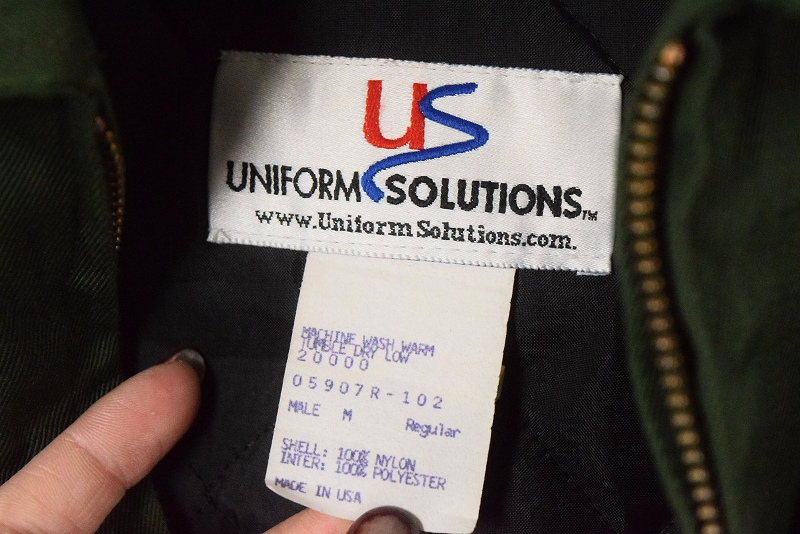 US
UNIFORM SOLUTIONS™
www.UniformSolutions.com.
MACHINE WASH WARM
TUMBLE DRY LOW
20000
05907R-102
MALE M Regular
SHELL: 100% NYLON
INTER: 100% POLYESTER
MADE IN USA